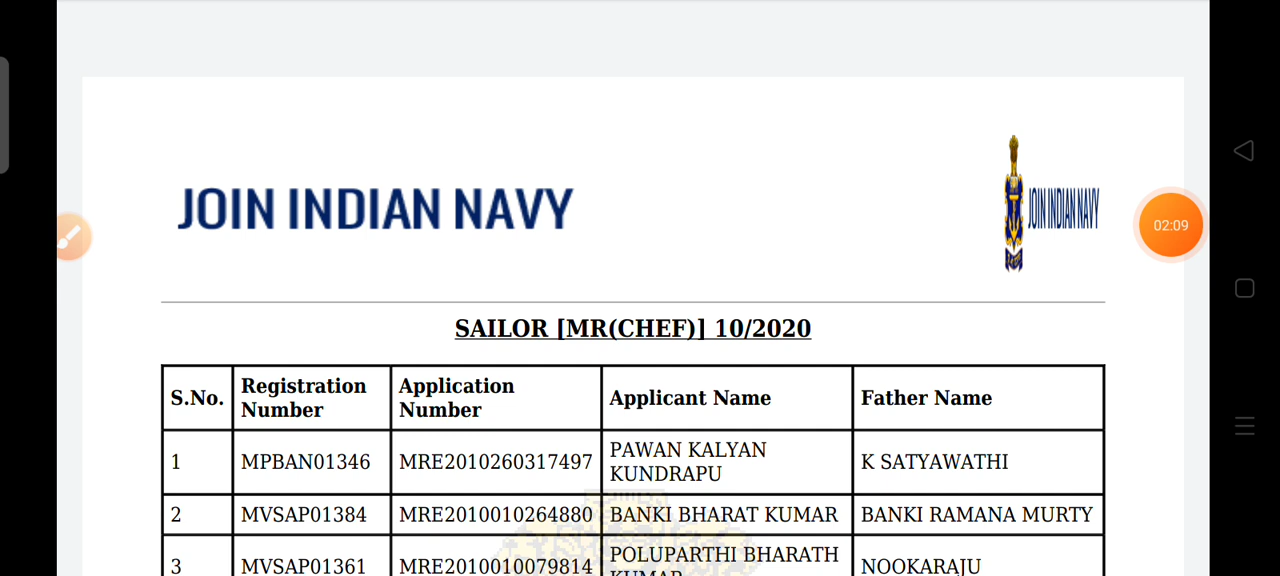 JOIN INDIAN NAVY
JOIN INDIAN NAVY
02:09
SAILOR [MR(CHEF)] 10/2020
S.No. Registration Number Application Number Applicant Name Father Name
1 MPBAN01346 MRE2010260317497 PAWAN KALYAN KUNDRAPU K SATYAWATHI
2 MVSAP01384 MRE2010010264880 BANKI BHARAT KUMAR BANKI RAMANA MURTY
3 MVSAP01361 MRE2010010079814 POLUPARTHI BHARATH KUMAR NOOKARAJU